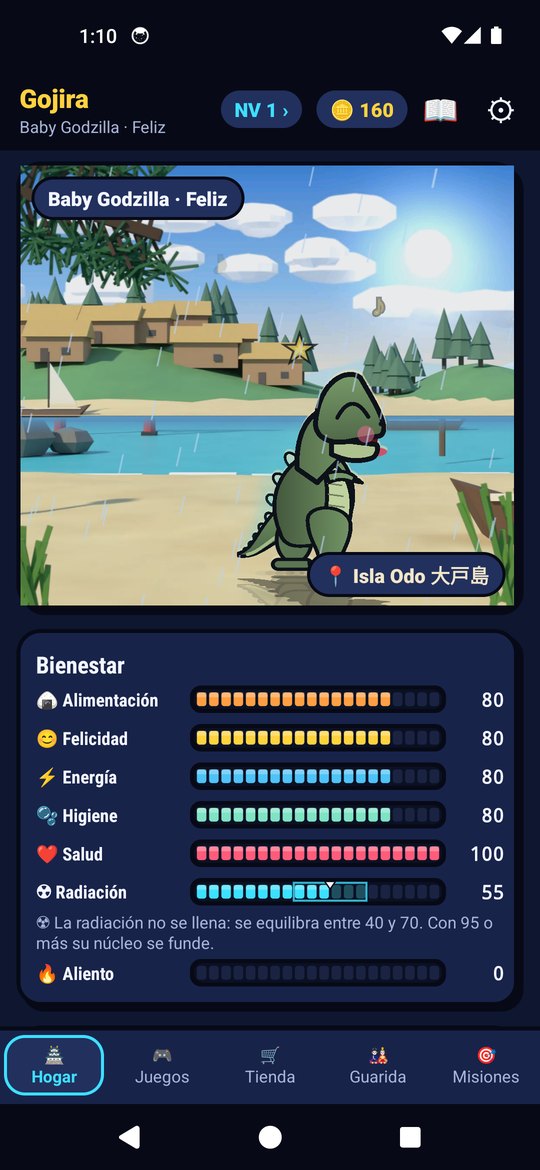 1:10
Gojira
Baby Godzilla · Feliz
NV 1 ›
160
Baby Godzilla · Feliz
Isla Odo 大戸島
Bienestar
Alimentación 80
Felicidad 80
Energía 80
Higiene 80
Salud 100
Radiación 55
☢ La radiación no se llena: se equilibra entre 40 y 70. Con 95 o
más su núcleo se funde.
Aliento 0
Hogar
Juegos
Tienda
Guarida
Misiones